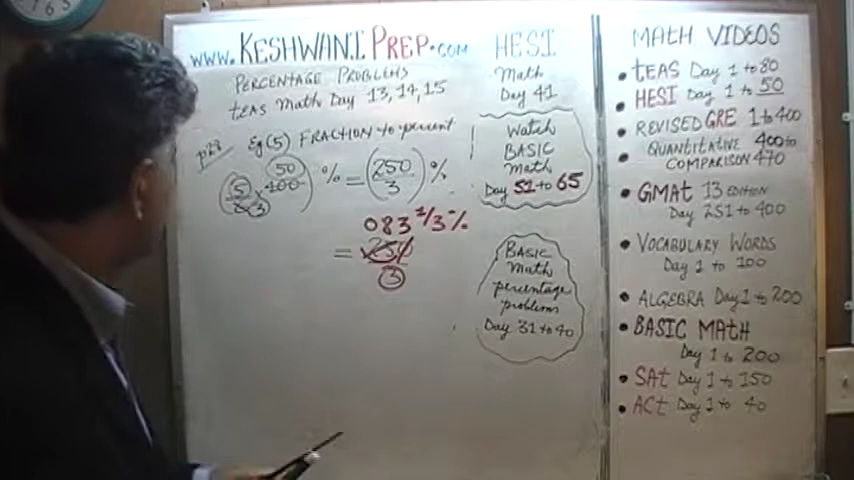 www.KESHWANIPREP.com
PERCENTAGE PROBLEMS
TEAS Math Day 13, 14, 15
p28
Eg(5) FRACTION to percent
(5/6 3 × 50 100) % = (250/3) %
083 1/3 %
= 250/3
HESI
Math
Day 41
Watch
BASIC
Math
Day 51 to 65
BASIC
Math
percentage
problems
Day 31 to 40
MATH VIDEOS
• TEAS Day 1 to 80
• HESI Day 1 to 50
• REVISED GRE 1 to 400
• QUANTITATIVE 400 to
COMPARISON 470
• GMAT 13 EDITION
Day 251 to 400
• VOCABULARY WORDS
Day 1 to 100
• ALGEBRA Day 1 to 200
• BASIC MATH
Day 1 to 200
• SAT Day 1 to 150
• ACT Day 1 to 40